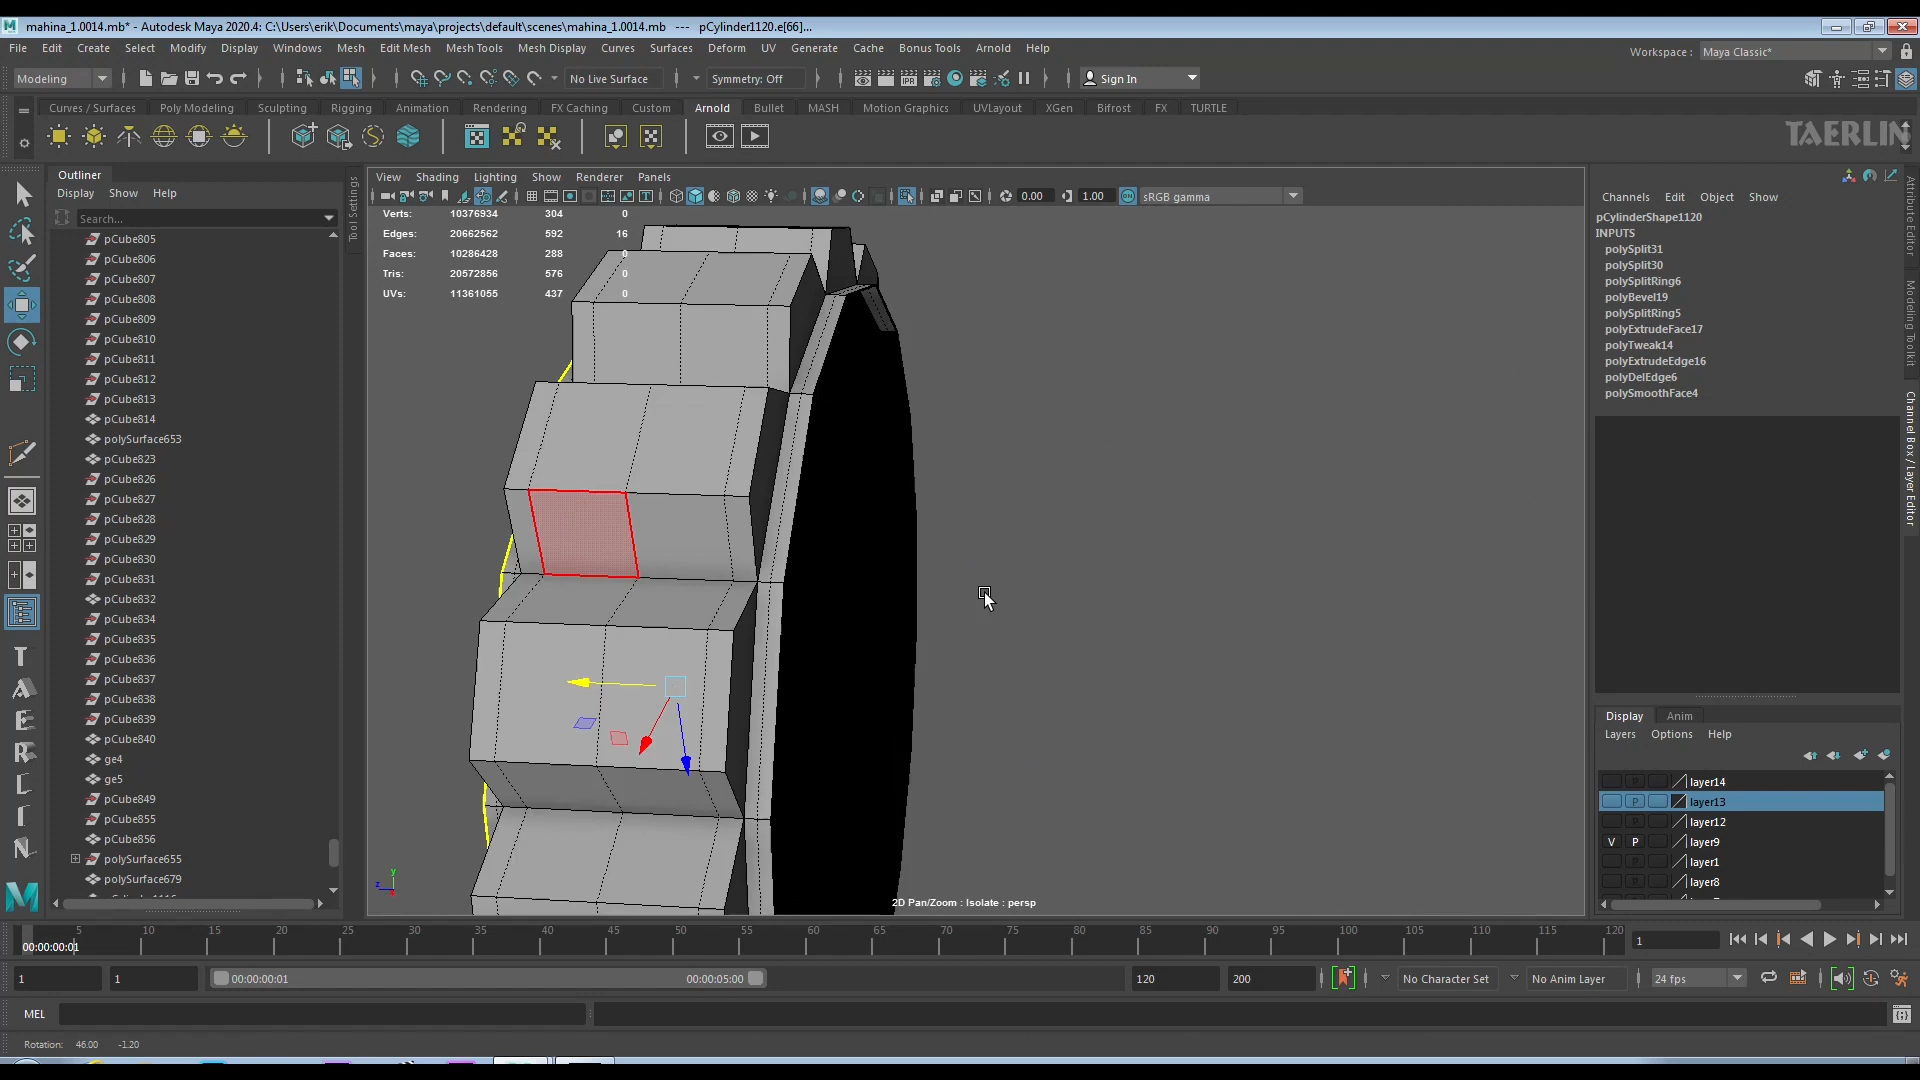 mahina_1.0014.mb* - Autodesk Maya 2020.4: C:\Users\erik\Documents\maya\projects\default\scenes\mahina_1.0014.mb --- pCylinder1120.e[66]...
File Edit Create Select Modify Display Windows Mesh Edit Mesh Mesh Tools Mesh Display Curves Surfaces Deform UV Generate Cache Bonus Tools Arnold Help
Workspace : Maya Classic*
Modeling No Live Surface Symmetry: Off Sign In
Curves / Surfaces Poly Modeling Sculpting Rigging Animation Rendering FX Caching Custom Arnold Bullet MASH Motion Graphics UVLayout XGen Bifrost FX TURTLE
TAERLIN
Outliner
Display Show Help
Search...
pCube805
pCube806
pCube807
pCube808
pCube809
pCube810
pCube811
pCube812
pCube813
pCube814
polySurface653
pCube823
pCube826
pCube827
pCube828
pCube829
pCube830
pCube831
pCube832
pCube834
pCube835
pCube836
pCube837
pCube838
pCube839
pCube840
ge4
ge5
pCube849
pCube855
pCube856
polySurface655
polySurface679
Tool Settings
View Shading Lighting Show Renderer Panels
0.00 1.00 sRGB gamma
Verts: 10376934 304 0
Edges: 20662562 592 16
Faces: 10286428 288 0
Tris: 20572856 576 0
UVs: 11361055 437 0
y
z
2D Pan/Zoom : Isolate : persp
Channels Edit Object Show
pCylinderShape1120
INPUTS
polySplit31
polySplit30
polySplitRing6
polyBevel19
polySplitRing5
polyExtrudeFace17
polyTweak14
polyExtrudeEdge16
polyDelEdge6
polySmoothFace4
Attribute Editor
Modeling Toolkit
Channel Box / Layer Editor
Display Anim
Layers Options Help
P layer14
P layer13
P layer12
V P layer9
P layer1
P layer8
5 10 15 20 25 30 35 40 45 50 55 60 65 70 75 80 85 90 95 100 105 110 115 120
00:00:00:01
1
1 1 00:00:00:01 00:00:05:00 120 200 No Character Set No Anim Layer 24 fps
MEL
Rotation: 46.00 -1.20